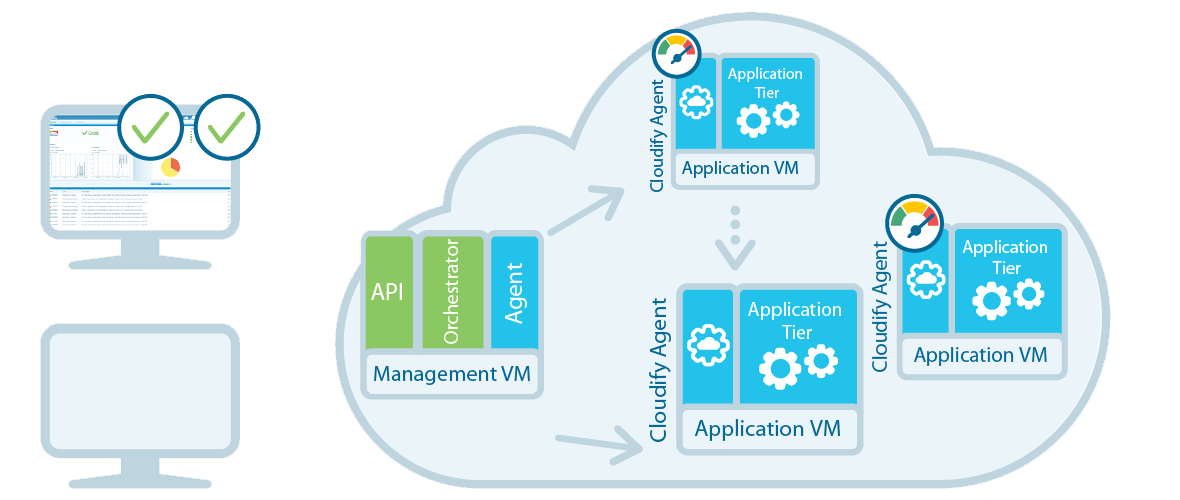 Good
API
Orchestrator
Agent
Management VM
Cloudify Agent
Application
Tier
Application VM
Cloudify Agent
Application
Tier
Application VM
Cloudify Agent
Application
Tier
Application VM